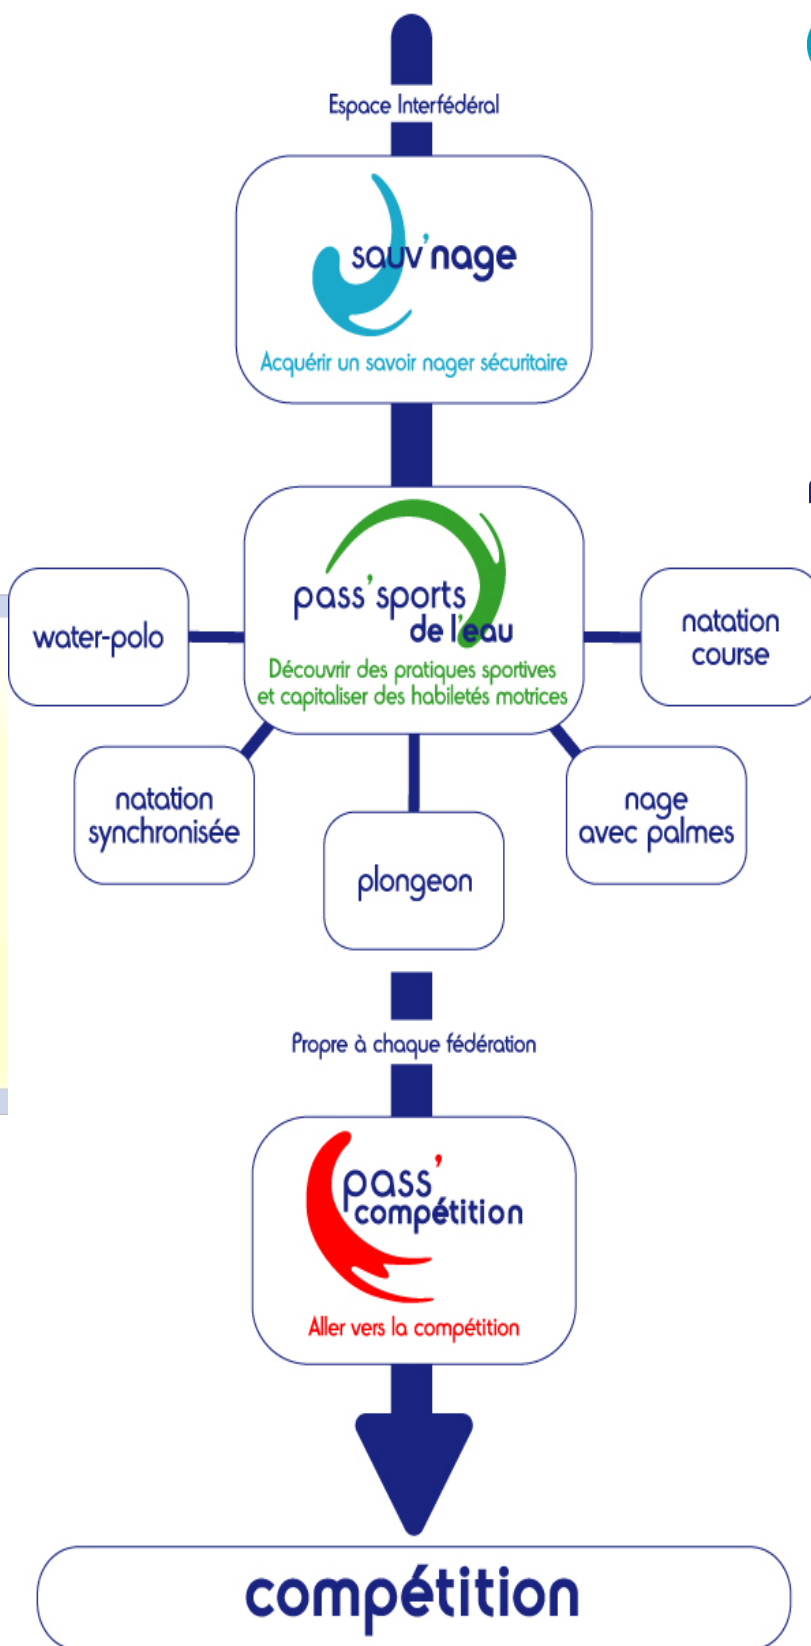 Espace Interfédéral
sauv'nage
Acquérir un savoir nager sécuritaire
pass'sports
de l'eau
Découvrir des pratiques sportives
et capitaliser des habiletés motrices
water-polo
natation
course
natation
synchronisée
nage
avec palmes
plongeon
Propre à chaque fédération
pass'
compétition
Aller vers la compétition
compétition